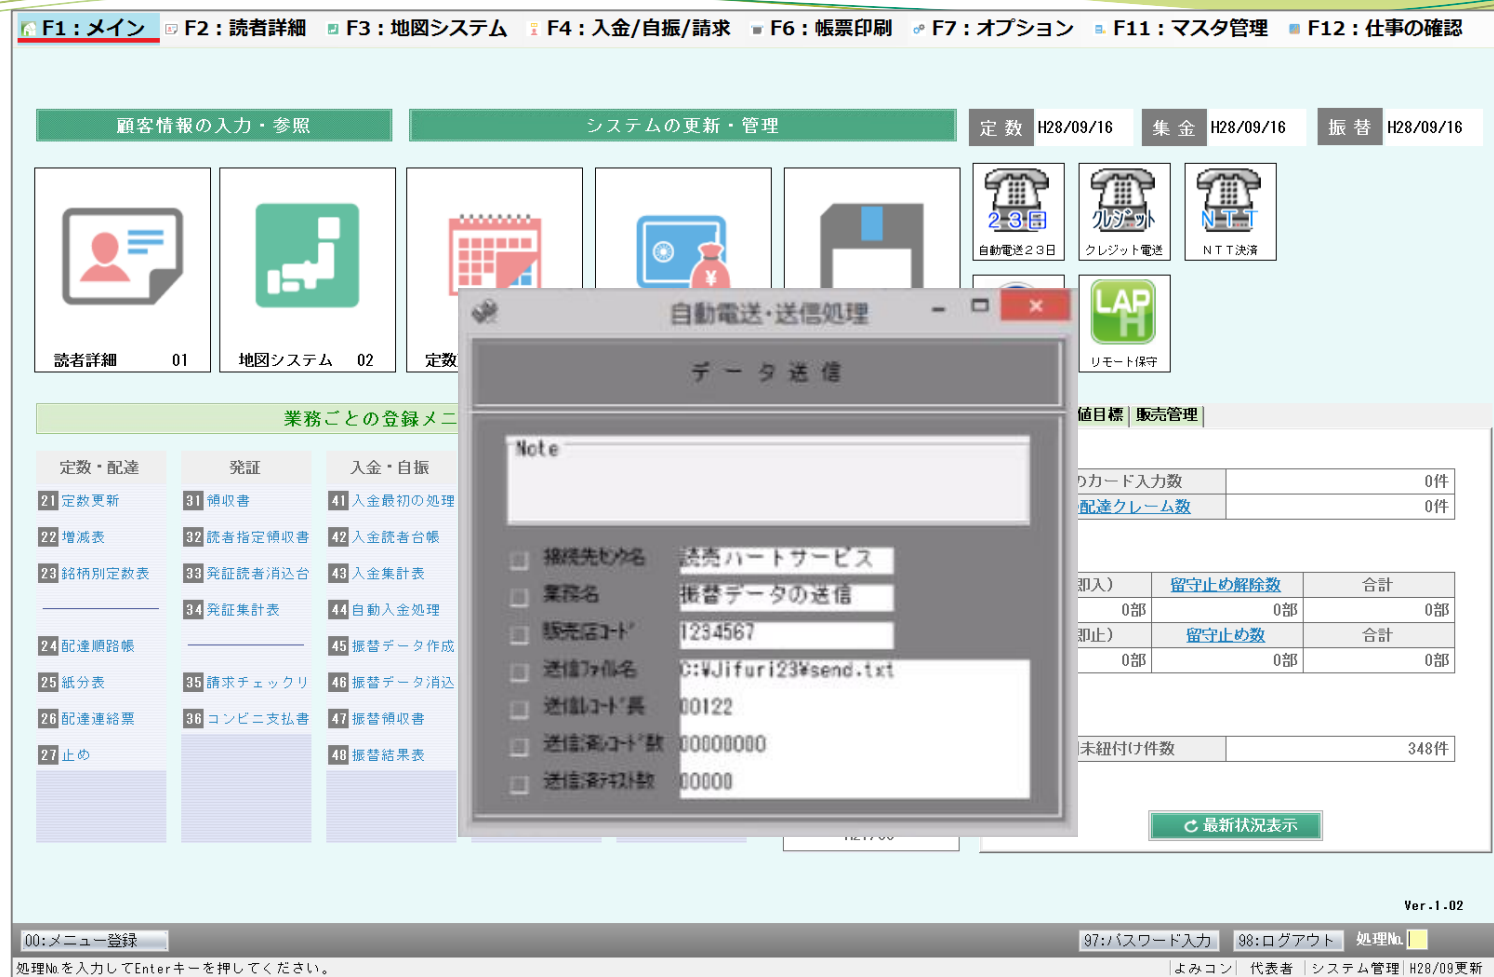 F1：メイン F2：読者詳細 F3：地図システム F4：入金/自振/請求 F6：帳票印刷 F7：オプション F11：マスタ管理 F12：仕事の確認
顧客情報の入力・参照 システムの更新・管理 定 数 H28/09/16 集 金 H28/09/16 振 替 H28/09/16
23日 クレジット NTT
自動電送２３日 クレジット電送 ＮＴＴ決済
LAP
H
リモート保守
読者詳細 01 地図システム 02 定数
自動電送・送信処理
データ送信
業務ごとの登録メニ
値目標 販売管理
Note
定数・配達 発証 入金・自振
21 定数更新 31 領収書 41 入金最初の処理
22 増減表 32 読者指定領収書 42 入金読者台帳
23 銘柄別定数表 33 発証読者消込台 43 入金集計表
34 発証集計表 44 自動入金処理
24 配達順路帳 45 振替データ作成
25 紙分表 35 請求チェックリ 46 振替データ消込
26 配達連絡票 36 コンビニ支払書 47 振替領収書
27 止め 48 振替結果表
接続先ｾﾝﾀ名 読売ハートサービス
業務名 振替データの送信
販売店ｺｰﾄﾞ 1234567
送信ﾌｧｲﾙ名 C:¥Jifuri23¥send.txt
送信ﾚｺｰﾄﾞ長 00122
送信済ﾚｺｰﾄﾞ数 00000000
送信済ﾃｷｽﾄ数 00000
のカード入力数 0件
配達クレーム数 0件
即入） 留守止め解除数 合計
0部 0部 0部
即止） 留守止め数 合計
0部 0部 0部
未紐付け件数 348件
最新状況表示
Ver.1.02
00:メニュー登録 97:パスワード入力 98:ログアウト 処理№
処理№を入力してEnterキーを押してください。 よみコン 代表者 システム管理 H28/09更新